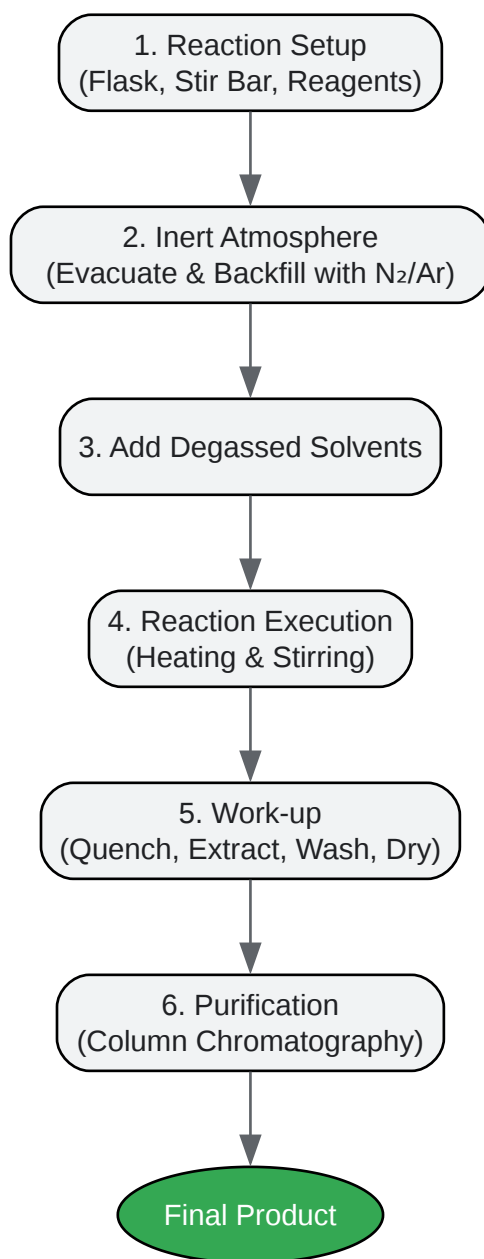 1. Reaction Setup
(Flask, Stir Bar, Reagents)
2. Inert Atmosphere
(Evacuate & Backfill with N₂/Ar)
3. Add Degassed Solvents
4. Reaction Execution
(Heating & Stirring)
5. Work-up
(Quench, Extract, Wash, Dry)
6. Purification
(Column Chromatography)
Final Product